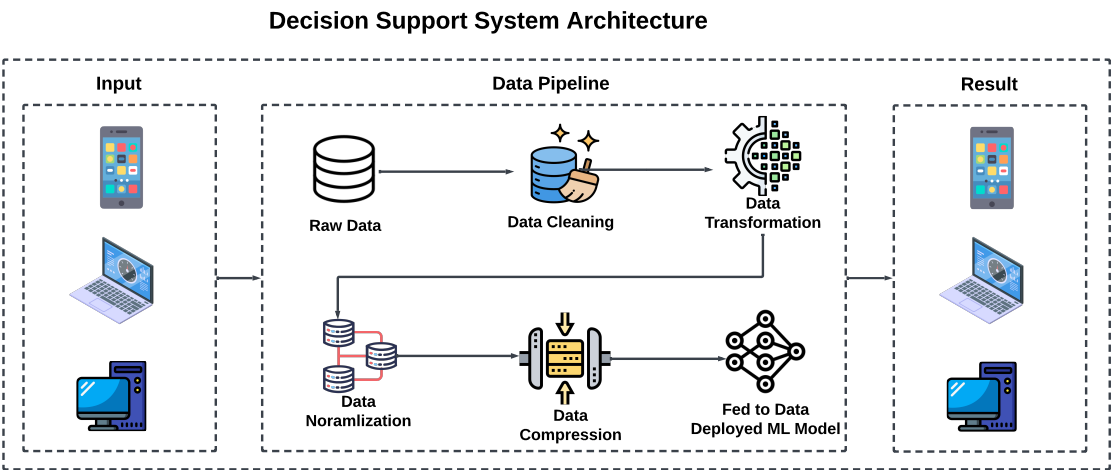 Decision Support System Architecture
Input
Data Pipeline
Result
Raw Data
Data Cleaning
Data
Transformation
Data
Noramlization
Data
Compression
Fed to Data
Deployed ML Model